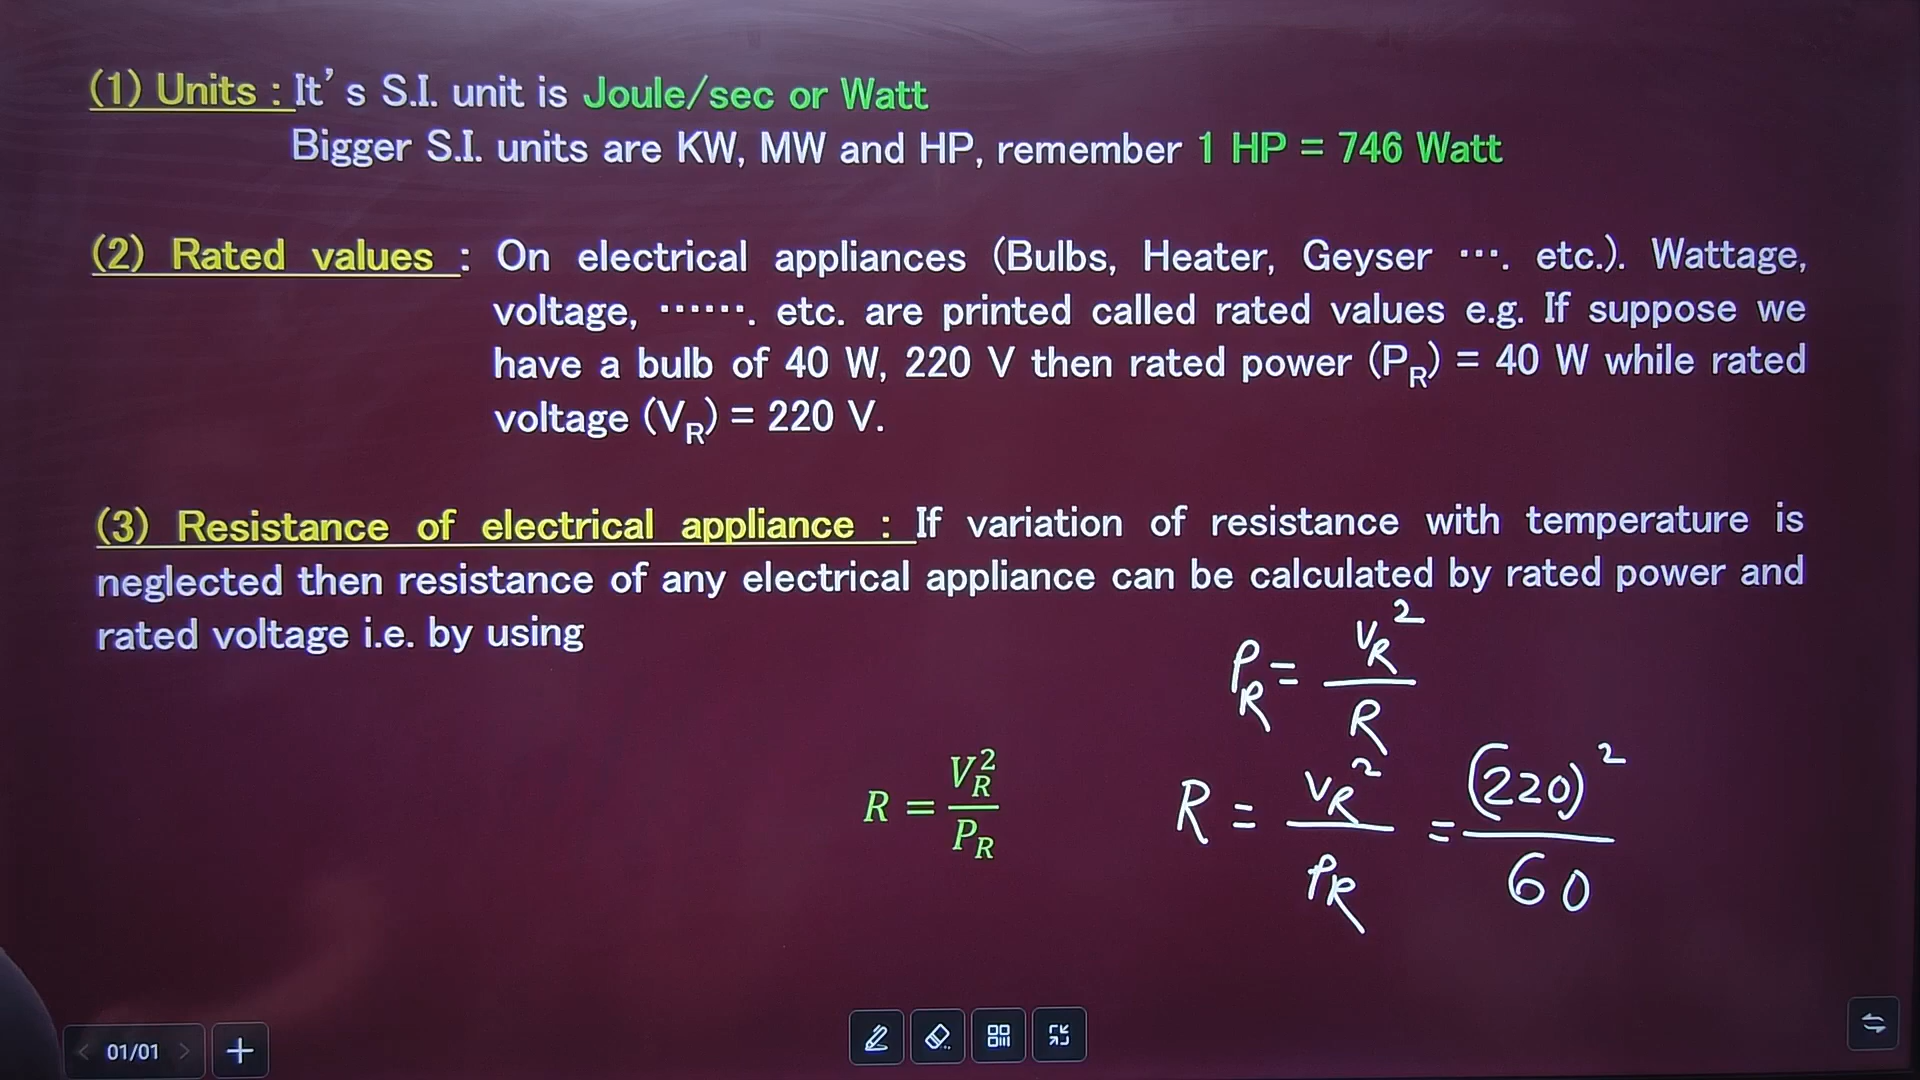 (1) Units : It's S.I. unit is Joule/sec or Watt
Bigger S.I. units are KW, MW and HP, remember 1 HP = 746 Watt
(2) Rated values : On electrical appliances (Bulbs, Heater, Geyser .... etc.). Wattage,
voltage, ....... etc. are printed called rated values e.g. If suppose we
have a bulb of 40 W, 220 V then rated power (P_R) = 40 W while rated
voltage (V_R) = 220 V.
(3) Resistance of electrical appliance : If variation of resistance with temperature is
neglected then resistance of any electrical appliance can be calculated by rated power and
rated voltage i.e. by using
P_R = V_R^2 / R
R = V_R^2 / P_R
R = V_R^2 / P_R = (220)^2 / 60
01/01